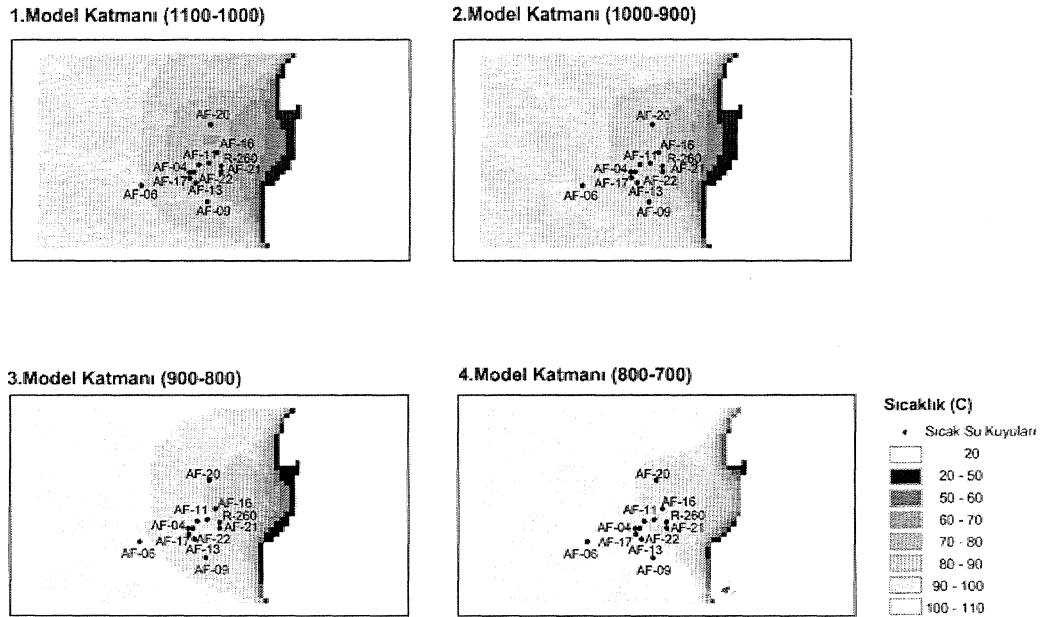 1.Model Katmanı (1100-1000)
2.Model Katmanı (1000-900)
AF-20
AF-16
AF-11
R-260
AF-04
AF-21
AF-17
AF-22
AF-06
AF-13
AF-09
AF-20
AF-16
AF-11
R-260
AF-04
AF-21
AF-17
AF-22
AF-06
AF-13
AF-09
3.Model Katmanı (900-800)
4.Model Katmanı (800-700)
AF-20
AF-16
AF-11
R-260
AF-04
AF-21
AF-17
AF-22
AF-06
AF-13
AF-09
AF-20
AF-16
AF-11
R-260
AF-04
AF-21
AF-17
AF-22
AF-06
AF-13
AF-09
Sıcaklık (C)
Sıcak Su Kuyuları
20
20 - 50
50 - 60
60 - 70
70 - 80
80 - 90
90 - 100
100 - 110